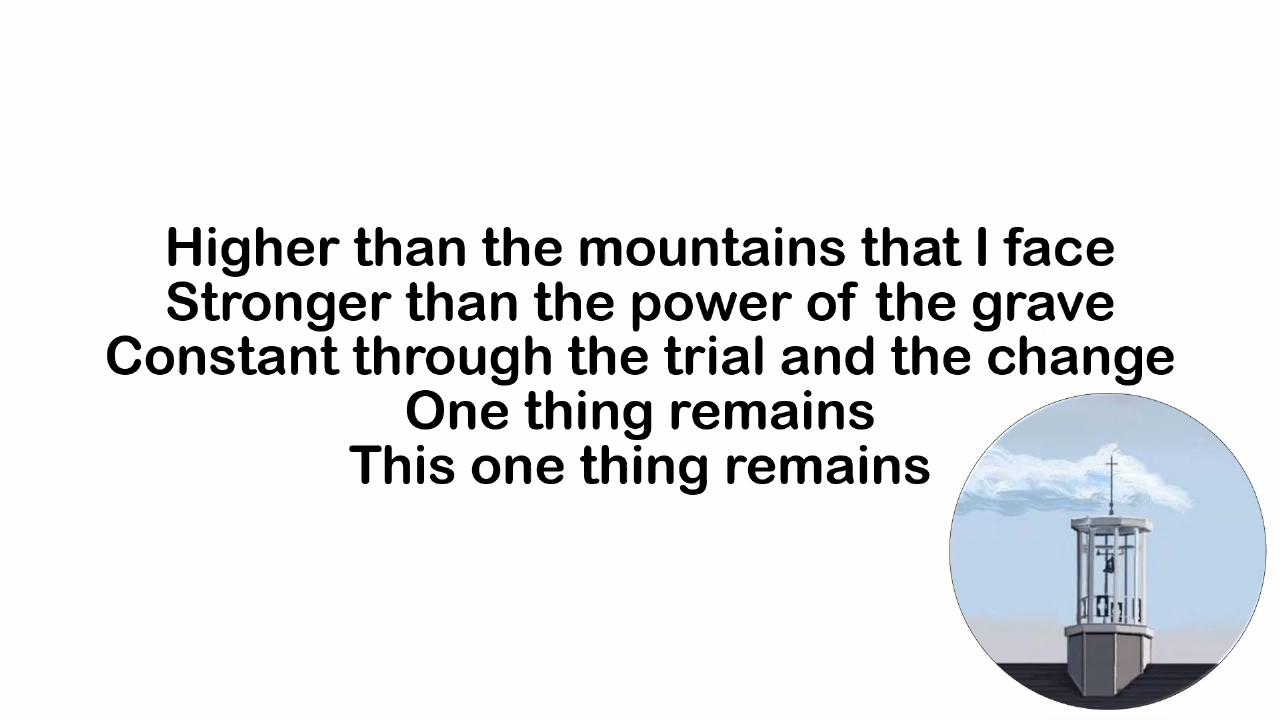 Higher than the mountains that I face
Stronger than the power of the grave
Constant through the trial and the change
One thing remains
This one thing remains